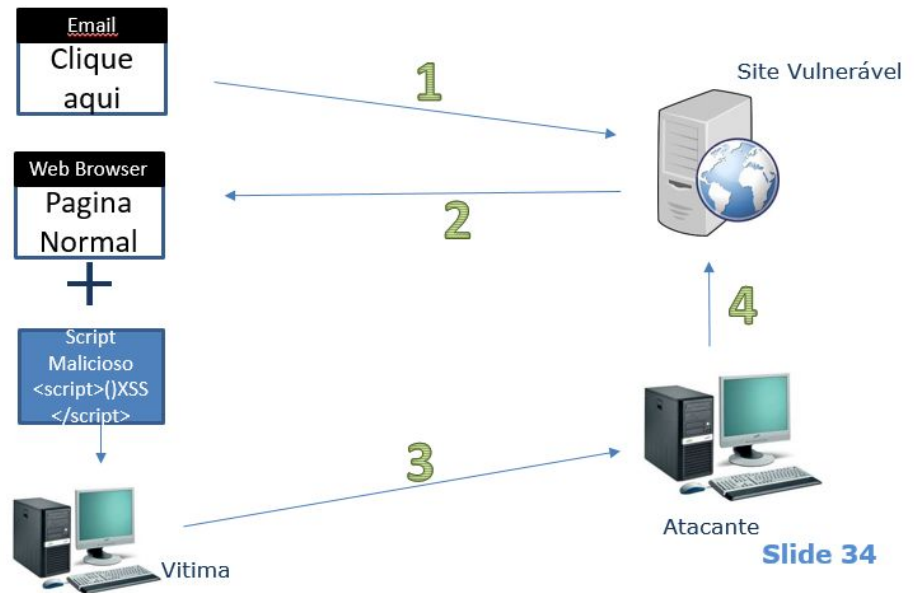 Email
Clique
aqui
1
Site Vulnerável
Web Browser
Pagina
Normal
+
2
Script
Malicioso
<script>()XSS
</script>
4
3
Vitima
Atacante
Slide 34